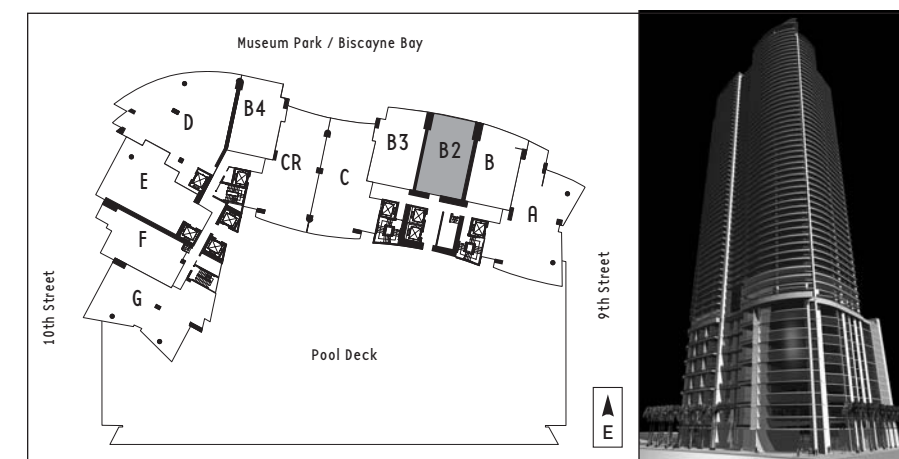 Museum Park / Biscayne Bay
B4
D
B3
B2
CR
C
B
E
A
F
G
10th Street
9th Street
Pool Deck
E